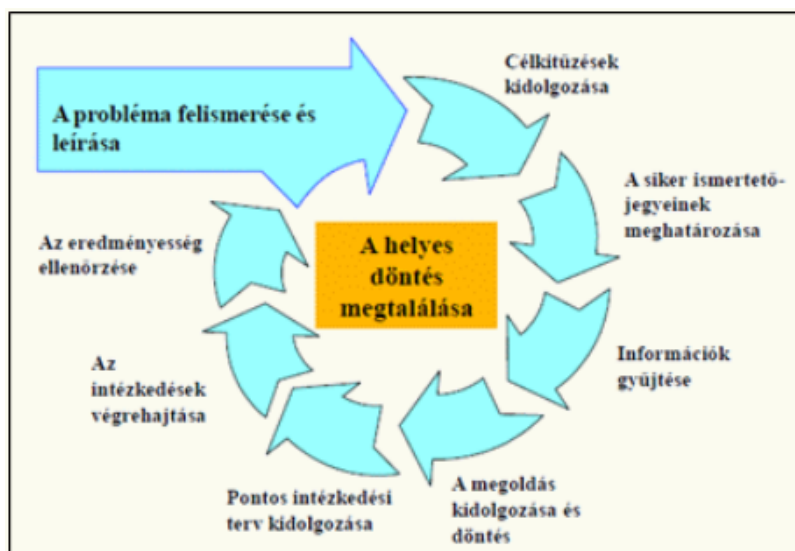 A probléma felismerése és
leírása
Célkitűzések
kidolgozása
A siker ismertető-
jegyeinek
meghatározása
Információk
gyűjtése
A megoldás
kidolgozása és
döntés
Pontos intézkedési
terv kidolgozása
Az
intézkedések
végrehajtása
Az eredményesség
ellenőrzése
A helyes
döntés
megtalálása